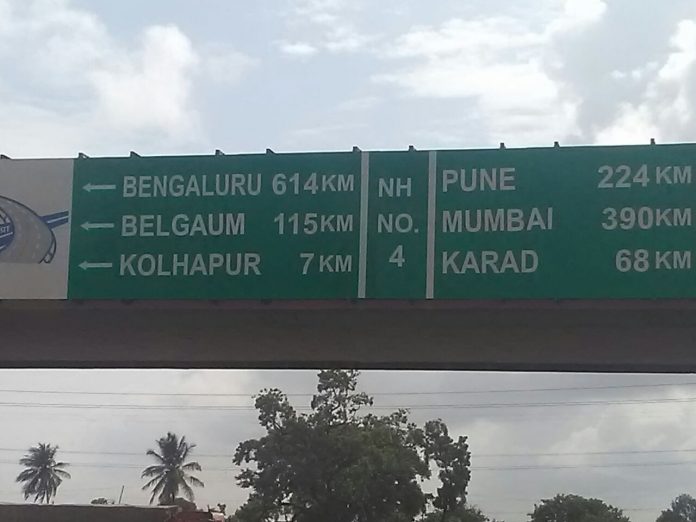 BENGALURU 614KM
BELGAUM 115KM
KOLHAPUR 7KM
NH
NO.
4
PUNE 224KM
MUMBAI 390KM
KARAD 68KM